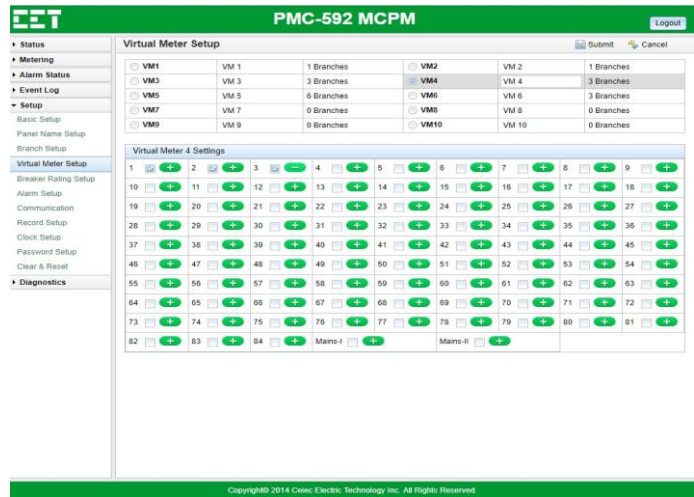 CET PMC-592 MCPM Logout
Status
Metering
Alarm Status
Event Log
Setup
Basic Setup
Panel Name Setup
Branch Setup
Virtual Meter Setup
Breaker Rating Setup
Alarm Setup
Communication
Record Setup
Clock Setup
Password Setup
Clear & Reset
Diagnostics
Virtual Meter Setup Submit Cancel
VM1 VM 1 1 Branches VM2 VM 2 1 Branches
VM3 VM 3 3 Branches VM4 VM 4 3 Branches
VM5 VM 5 6 Branches VM6 VM 6 3 Branches
VM7 VM 7 0 Branches VM8 VM 8 0 Branches
VM9 VM 9 0 Branches VM10 VM 10 0 Branches
Virtual Meter 4 Settings
1 + 2 + 3 − 4 + 5 + 6 + 7 + 8 + 9 +
10 + 11 + 12 + 13 + 14 + 15 + 16 + 17 + 18 +
19 + 20 + 21 + 22 + 23 + 24 + 25 + 26 + 27 +
28 + 29 + 30 + 31 + 32 + 33 + 34 + 35 + 36 +
37 + 38 + 39 + 40 + 41 + 42 + 43 + 44 + 45 +
46 + 47 + 48 + 49 + 50 + 51 + 52 + 53 + 54 +
55 + 56 + 57 + 58 + 59 + 60 + 61 + 62 + 63 +
64 + 65 + 66 + 67 + 68 + 69 + 70 + 71 + 72 +
73 + 74 + 75 + 76 + 77 + 78 + 79 + 80 + 81 +
82 + 83 + 84 + Mains-I + Mains-II +
Copyright© 2014 Ceiec Electric Technology Inc. All Rights Reserved.